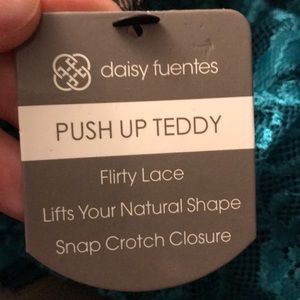 daisy fuentes
PUSH UP TEDDY
Flirty Lace
Lifts Your Natural Shape
Snap Crotch Closure